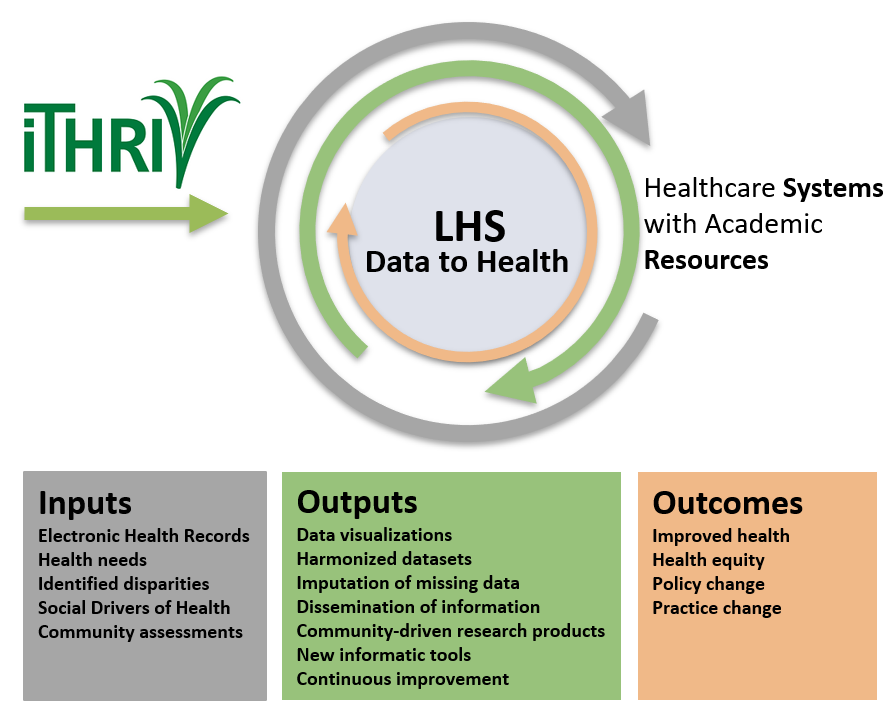 iTHRIV
Healthcare Systems
with Academic
Resources
LHS
Data to Health
Inputs
Electronic Health Records
Health needs
Identified disparities
Social Drivers of Health
Community assessments
Outputs
Data visualizations
Harmonized datasets
Imputation of missing data
Dissemination of information
Community-driven research products
New informatic tools
Continuous improvement
Outcomes
Improved health
Health equity
Policy change
Practice change